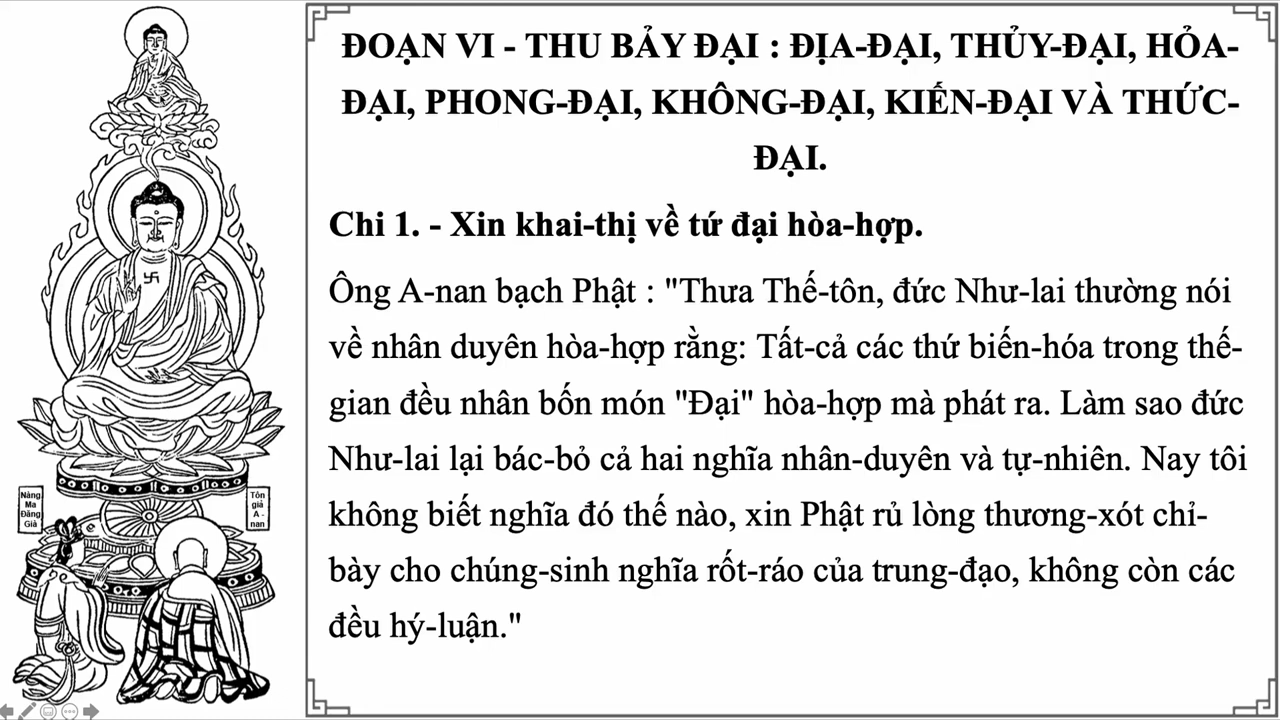 ĐOẠN VI - THU BẢY ĐẠI : ĐỊA-ĐẠI, THỦY-ĐẠI, HỎA-
ĐẠI, PHONG-ĐẠI, KHÔNG-ĐẠI, KIẾN-ĐẠI VÀ THỨC-
ĐẠI.
Chi 1. - Xin khai-thị về tứ đại hòa-hợp.
Ông A-nan bạch Phật : "Thưa Thế-tôn, đức Như-lai thường nói
về nhân duyên hòa-hợp rằng: Tất-cả các thứ biến-hóa trong thế-
gian đều nhân bốn món "Đại" hòa-hợp mà phát ra. Làm sao đức
Như-lai lại bác-bỏ cả hai nghĩa nhân-duyên và tự-nhiên. Nay tôi
không biết nghĩa đó thế nào, xin Phật rủ lòng thương-xót chỉ-
bày cho chúng-sinh nghĩa rốt-ráo của trung-đạo, không còn các
đều hý-luận."
Nàng
Ma
Đăng
Già
Tôn
giả
A -
nan